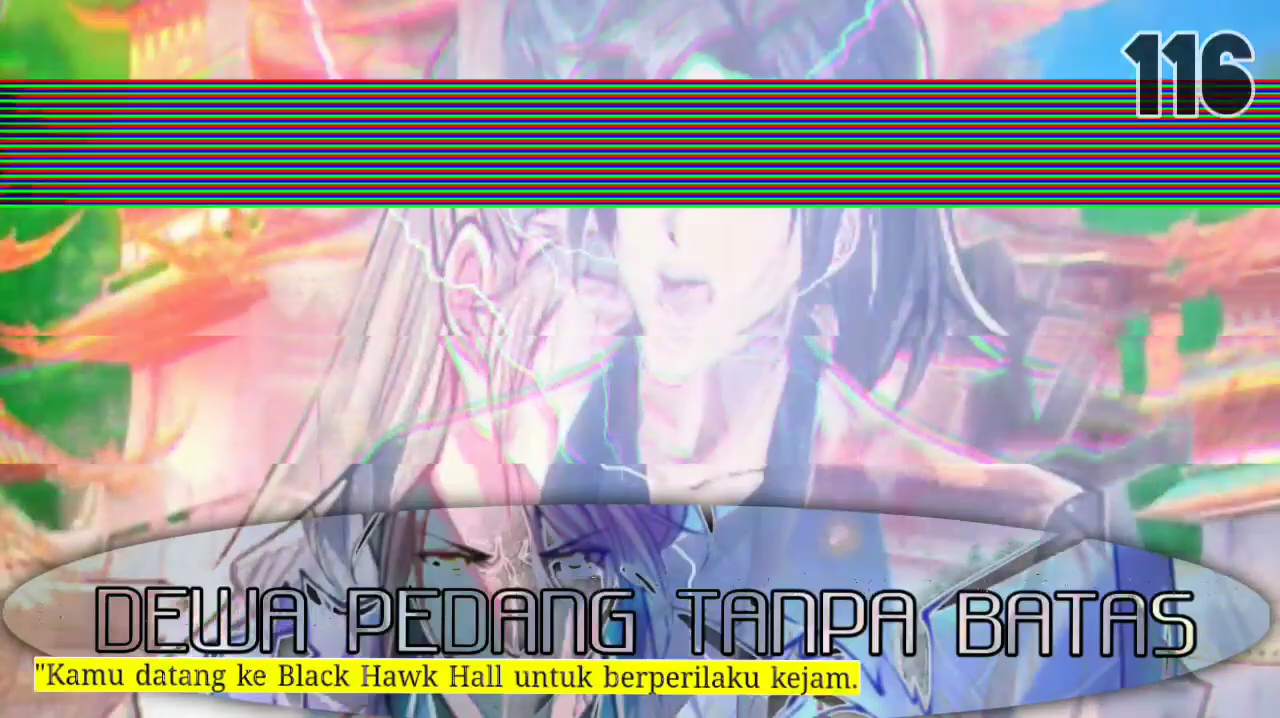 116
DEWA PEDANG TANPA BATAS
"Kamu datang ke Black Hawk Hall untuk berperilaku kejam.